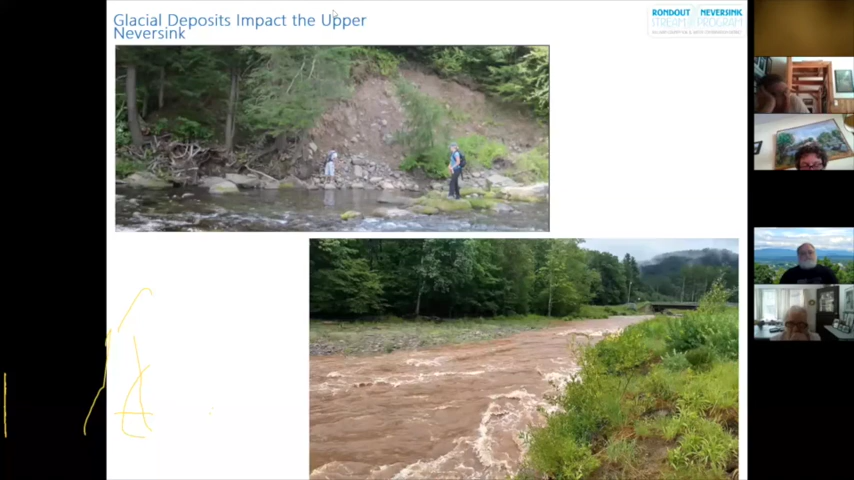 Glacial Deposits Impact the Upper
Neversink
RONDOUT NEVERSINK
STREAM PROGRAM